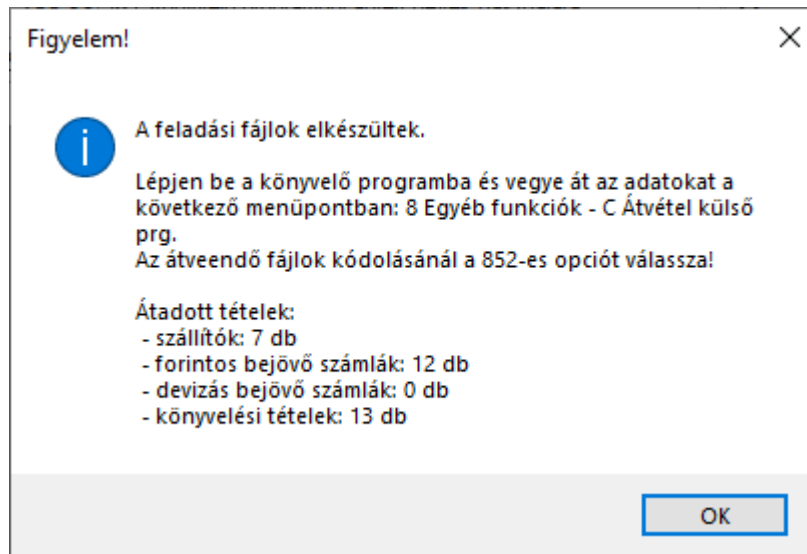 Figyelem!
A feladási fájlok elkészültek.
Lépjen be a könyvelő programba és vegye át az adatokat a
következő menüpontban: 8 Egyéb funkciók - C Átvétel külső
prg.
Az átveendő fájlok kódolásánál a 852-es opciót válassza!
Átadott tételek:
- szállítók: 7 db
- forintos bejövő számlák: 12 db
- devizás bejövő számlák: 0 db
- könyvelési tételek: 13 db
OK